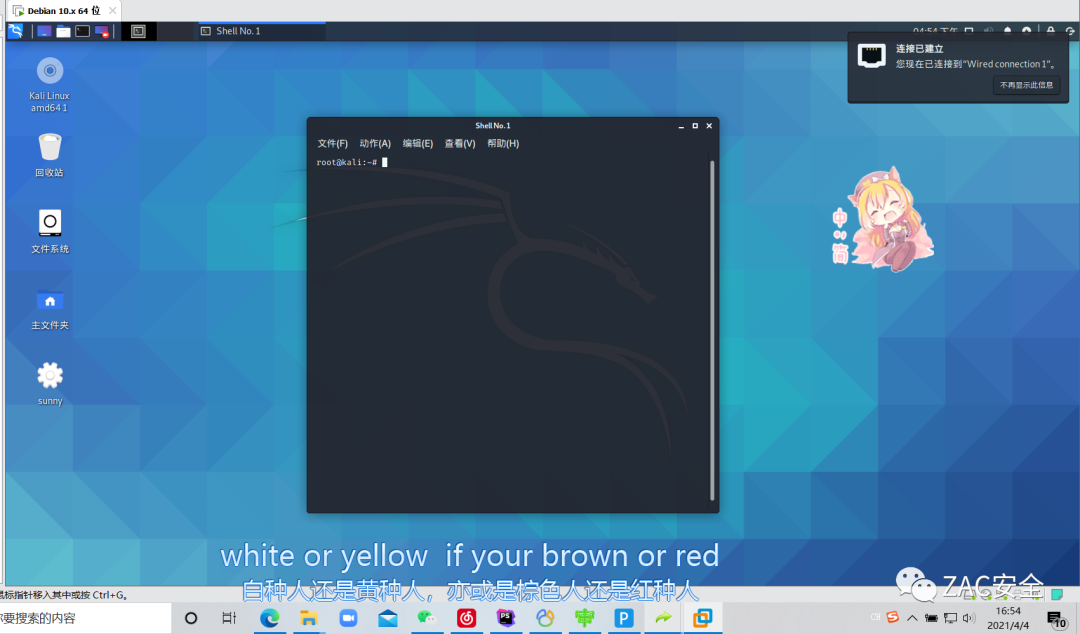 Debian 10.x 64 位
Shell No. 1
04:54 下午
连接已建立
您现在已连接到"Wired connection 1"。
不再显示此信息
Kali Linux
amd64 1
回收站
文件系统
主文件夹
sunny
Shell No. 1
文件(F) 动作(A) 编辑(E) 查看(V) 帮助(H)
root@kali:~#
中
简
white or yellow if your brown or red
白种人还是黄种人，亦或是棕色人还是红种人
ZAC安全
鼠标指针移入其中或按 Ctrl+G。
要搜索的内容
PS
P
16:54
2021/4/4
10